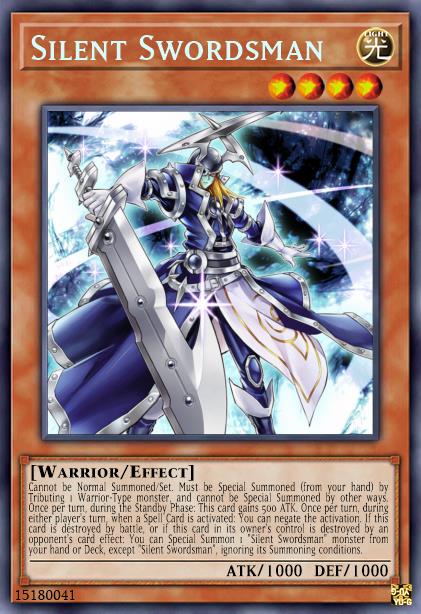 Silent Swordsman
LIGHT
光
[Warrior/Effect]
Cannot be Normal Summoned/Set. Must be Special Summoned (from your hand) by
Tributing 1 Warrior-Type monster, and cannot be Special Summoned by other ways.
Once per turn, during the Standby Phase: This card gains 500 ATK. Once per turn, during
either player's turn, when a Spell Card is activated: You can negate the activation. If this
card is destroyed by battle, or if this card in its owner's control is destroyed by an
opponent's card effect: You can Special Summon 1 "Silent Swordsman" monster from
your hand or Deck, except "Silent Swordsman", ignoring its Summoning conditions.
ATK/1000 DEF/1000
15180041